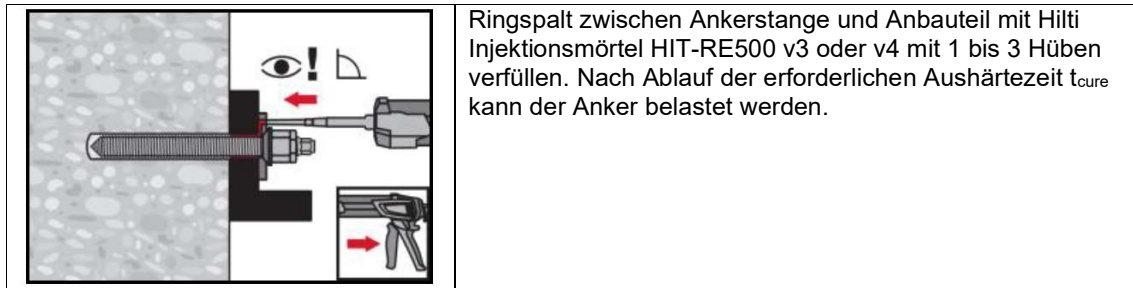 Ringspalt zwischen Ankerstange und Anbauteil mit Hilti
Injektionsmörtel HIT-RE500 v3 oder v4 mit 1 bis 3 Hüben
verfüllen. Nach Ablauf der erforderlichen Aushärtezeit tcure
kann der Anker belastet werden.